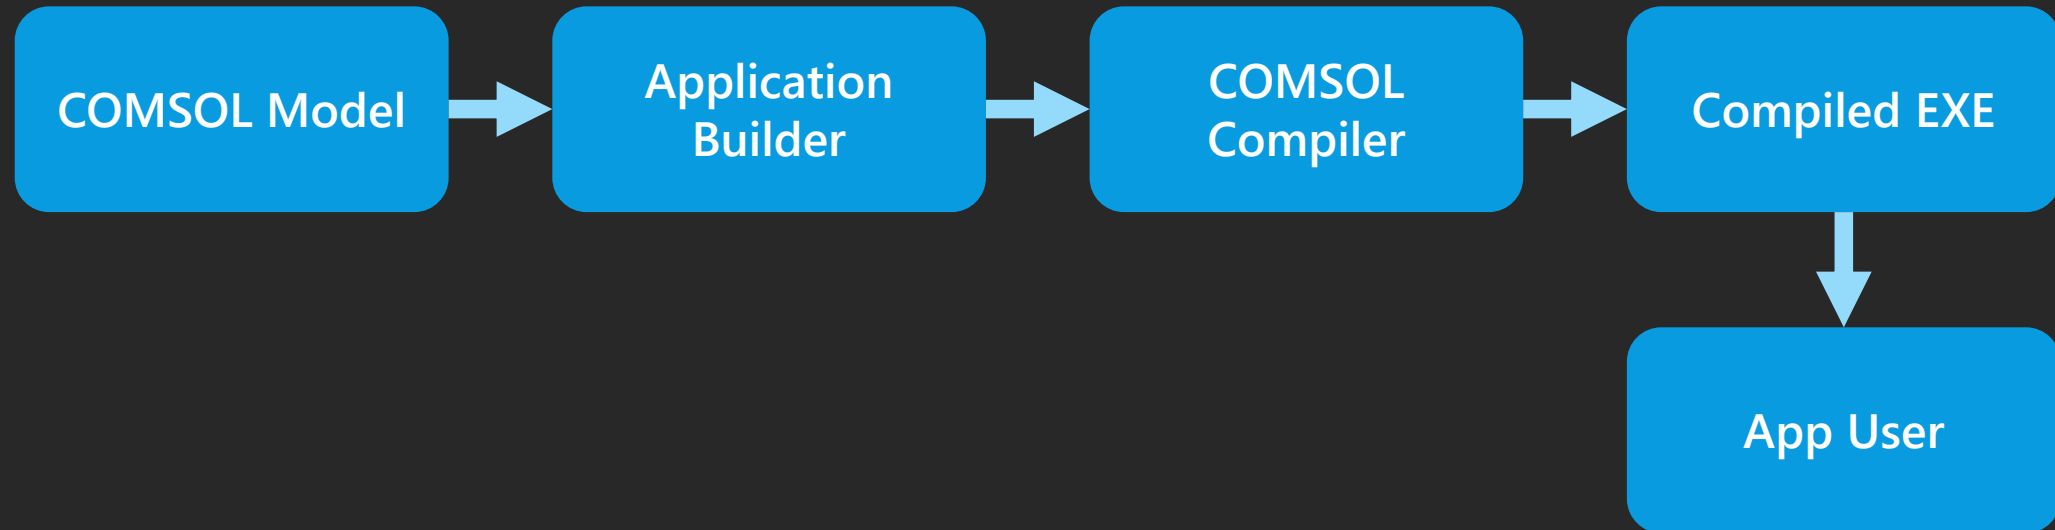 COMSOL Model
Application
Builder
COMSOL
Compiler
Compiled EXE
App User